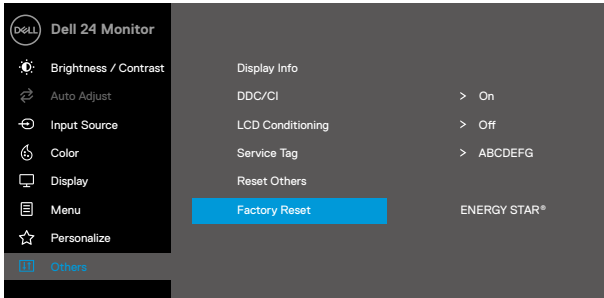 DELL Dell 24 Monitor
Brightness / Contrast Display Info
Auto Adjust DDC/CI > On
Input Source LCD Conditioning > Off
Color Service Tag > ABCDEFG
Display Reset Others
Menu Factory Reset ENERGY STAR®
Personalize
Others